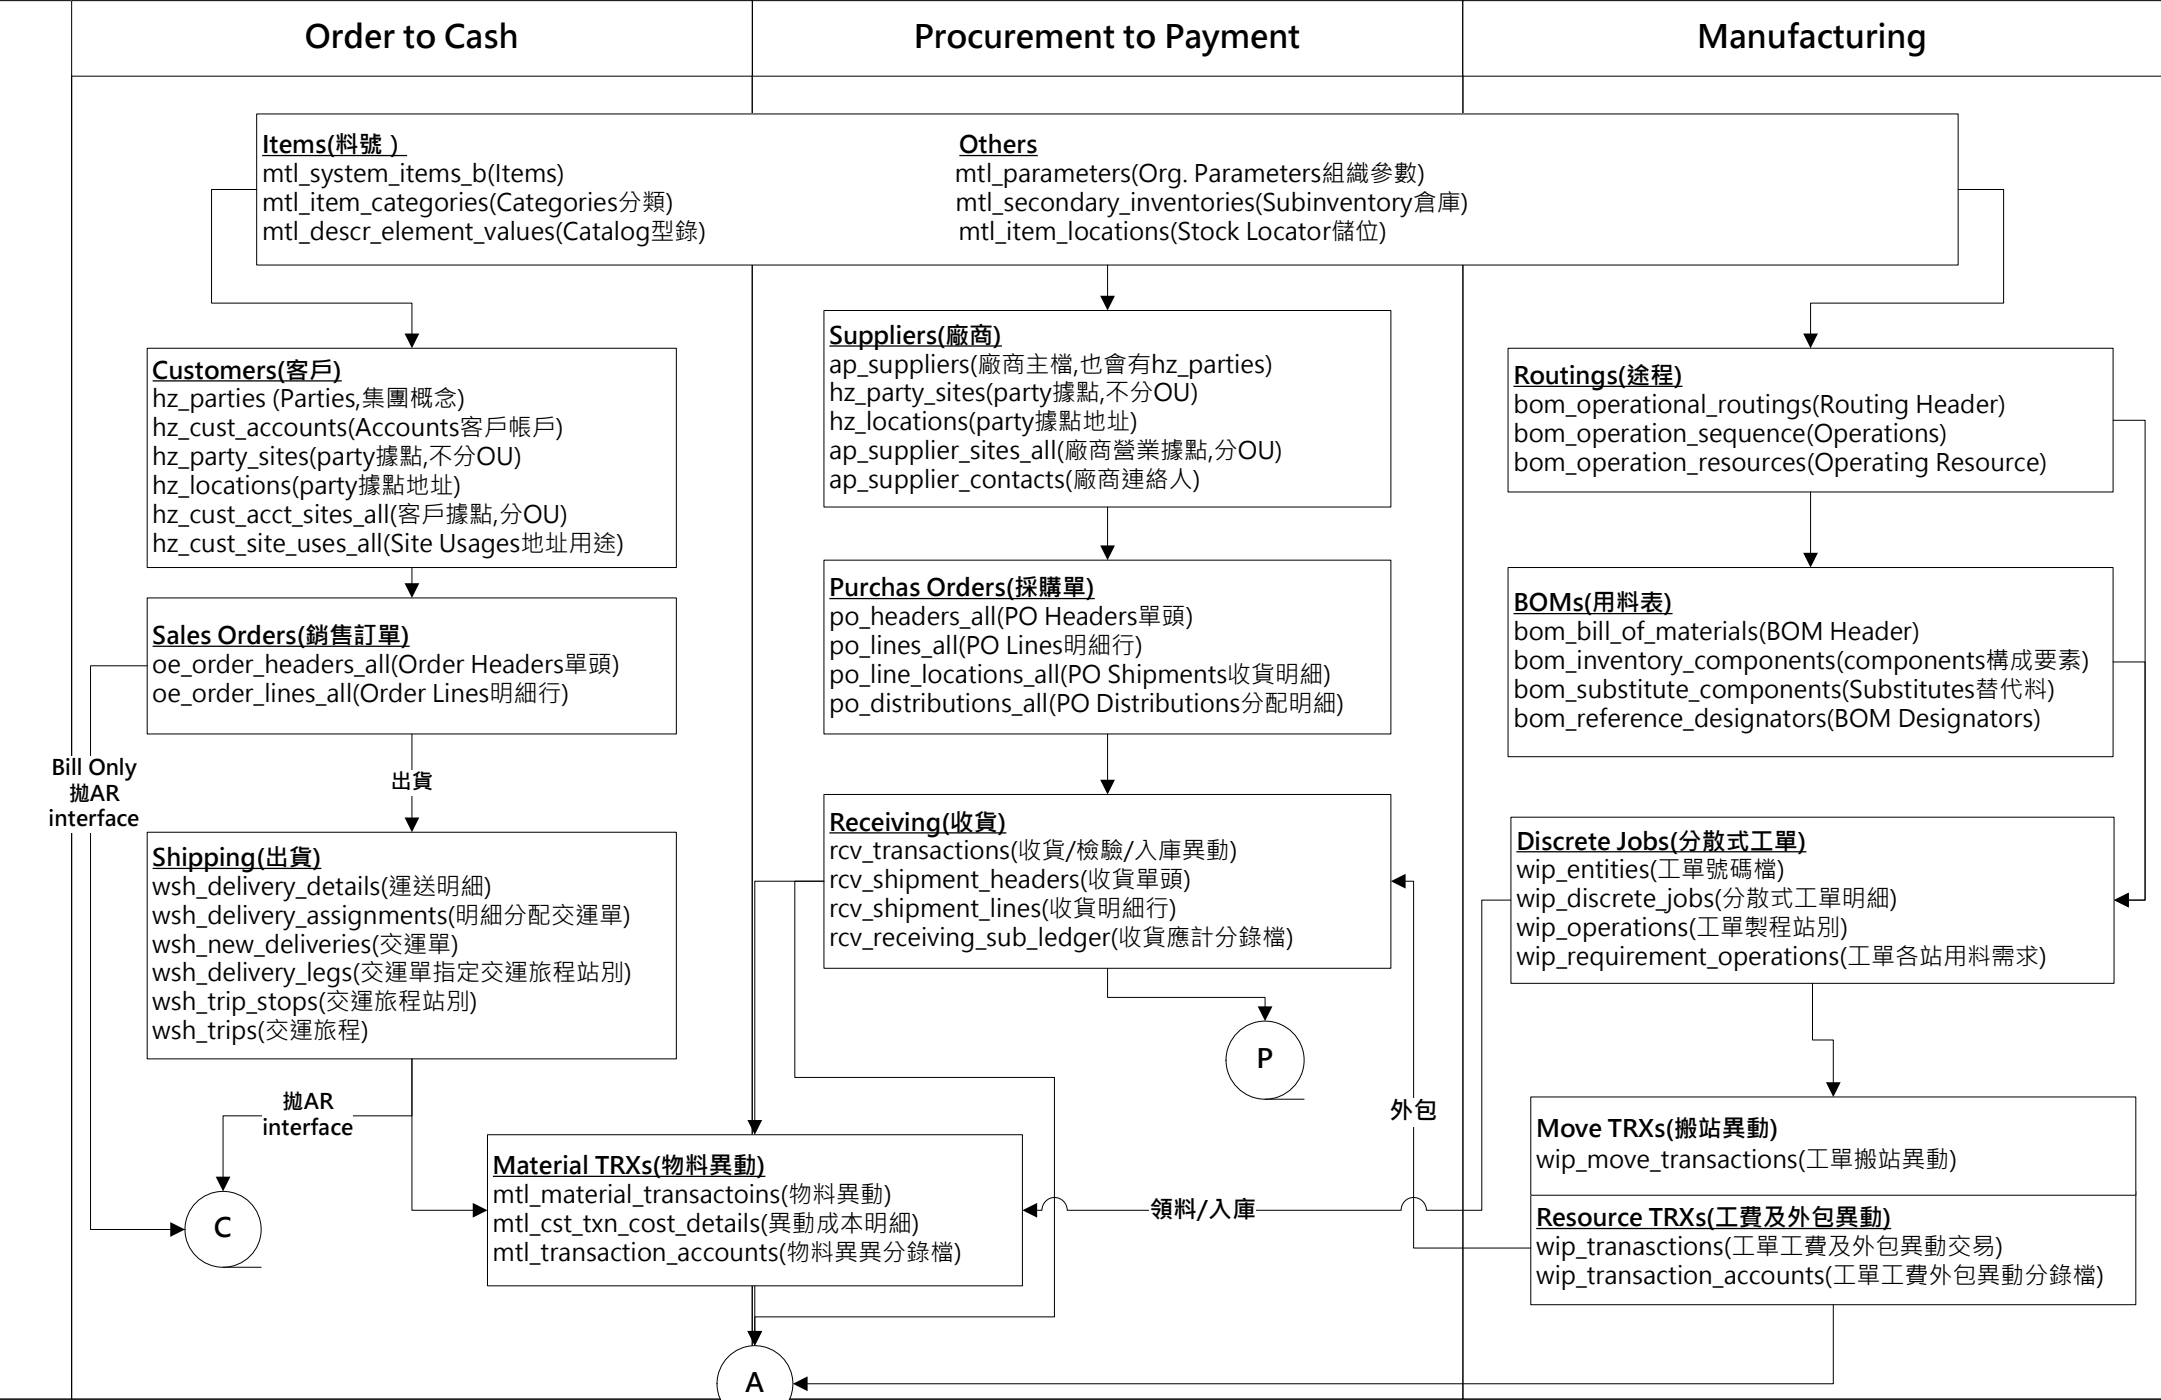 Order to Cash
Procurement to Payment
Manufacturing
Items(料號 )
mtl_system_items_b(Items)
mtl_item_categories(Categories分類)
mtl_descr_element_values(Catalog型錄)
Others
mtl_parameters(Org. Parameters組織參數)
mtl_secondary_inventories(Subinventory倉庫)
mtl_item_locations(Stock Locator儲位)
Customers(客戶)
hz_parties (Parties,集團概念)
hz_cust_accounts(Accounts客戶帳戶)
hz_party_sites(party據點,不分OU)
hz_locations(party據點地址)
hz_cust_acct_sites_all(客戶據點,分OU)
hz_cust_site_uses_all(Site Usages地址用途)
Sales Orders(銷售訂單)
oe_order_headers_all(Order Headers單頭)
oe_order_lines_all(Order Lines明細行)
Bill Only
拋AR
interface
出貨
Shipping(出貨)
wsh_delivery_details(運送明細)
wsh_delivery_assignments(明細分配交運單)
wsh_new_deliveries(交運單)
wsh_delivery_legs(交運單指定交運旅程站別)
wsh_trip_stops(交運旅程站別)
wsh_trips(交運旅程)
拋AR
interface
C
Suppliers(廠商)
ap_suppliers(廠商主檔,也會有hz_parties)
hz_party_sites(party據點,不分OU)
hz_locations(party據點地址)
ap_supplier_sites_all(廠商營業據點,分OU)
ap_supplier_contacts(廠商連絡人)
Purchas Orders(採購單)
po_headers_all(PO Headers單頭)
po_lines_all(PO Lines明細行)
po_line_locations_all(PO Shipments收貨明細)
po_distributions_all(PO Distributions分配明細)
Receiving(收貨)
rcv_transactions(收貨/檢驗/入庫異動)
rcv_shipment_headers(收貨單頭)
rcv_shipment_lines(收貨明細行)
rcv_receiving_sub_ledger(收貨應計分錄檔)
P
Material TRXs(物料異動)
mtl_material_transactoins(物料異動)
mtl_cst_txn_cost_details(異動成本明細)
mtl_transaction_accounts(物料異異分錄檔)
A
Routings(途程)
bom_operational_routings(Routing Header)
bom_operation_sequence(Operations)
bom_operation_resources(Operating Resource)
BOMs(用料表)
bom_bill_of_materials(BOM Header)
bom_inventory_components(components構成要素)
bom_substitute_components(Substitutes替代料)
bom_reference_designators(BOM Designators)
Discrete Jobs(分散式工單)
wip_entities(工單號碼檔)
wip_discrete_jobs(分散式工單明細)
wip_operations(工單製程站別)
wip_requirement_operations(工單各站用料需求)
外包
領料/入庫
Move TRXs(搬站異動)
wip_move_transactions(工單搬站異動)
Resource TRXs(工費及外包異動)
wip_tranasctions(工單工費及外包異動交易)
wip_transaction_accounts(工單工費外包異動分錄檔)